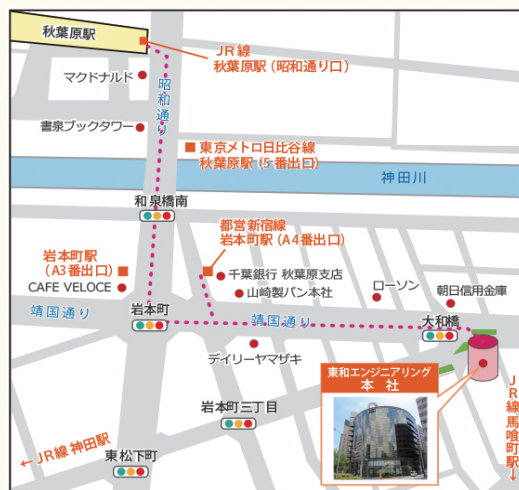 秋葉原駅
JR線
秋葉原駅(昭和通り口)
マクドナルド
昭和通り
書泉ブックタワー
東京メトロ日比谷線
秋葉原駅(5番出口)
神田川
和泉橋南
都営新宿線
岩本町駅(A4番出口)
岩本町駅
(A3番出口)
CAFE VELOCE
千葉銀行 秋葉原支店
山崎製パン本社
ローソン
朝日信用金庫
靖国通り
岩本町
靖国通り
大和橋
デイリーヤマザキ
東和エンジニアリング
本社
岩本町三丁目
← JR線 神田駅
東松下町
JR線 馬喰町駅→